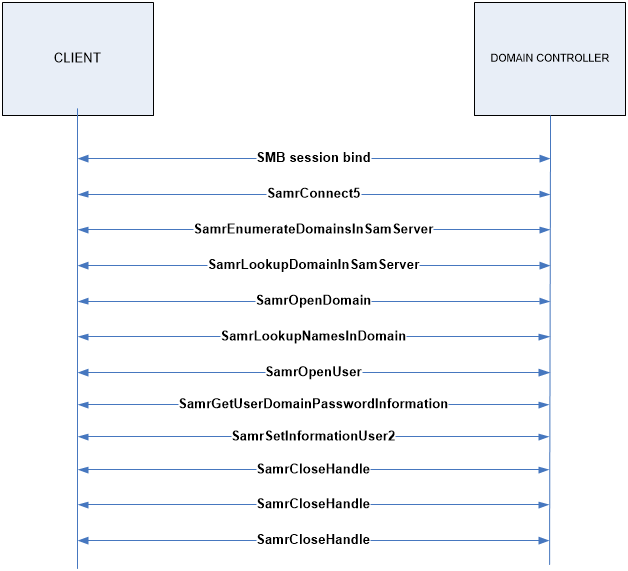 CLIENT
DOMAIN CONTROLLER
SMB session bind
SamrConnect5
SamrEnumerateDomainsInSamServer
SamrLookupDomainInSamServer
SamrOpenDomain
SamrLookupNamesInDomain
SamrOpenUser
SamrGetUserDomainPasswordInformation
SamrSetInformationUser2
SamrCloseHandle
SamrCloseHandle
SamrCloseHandle